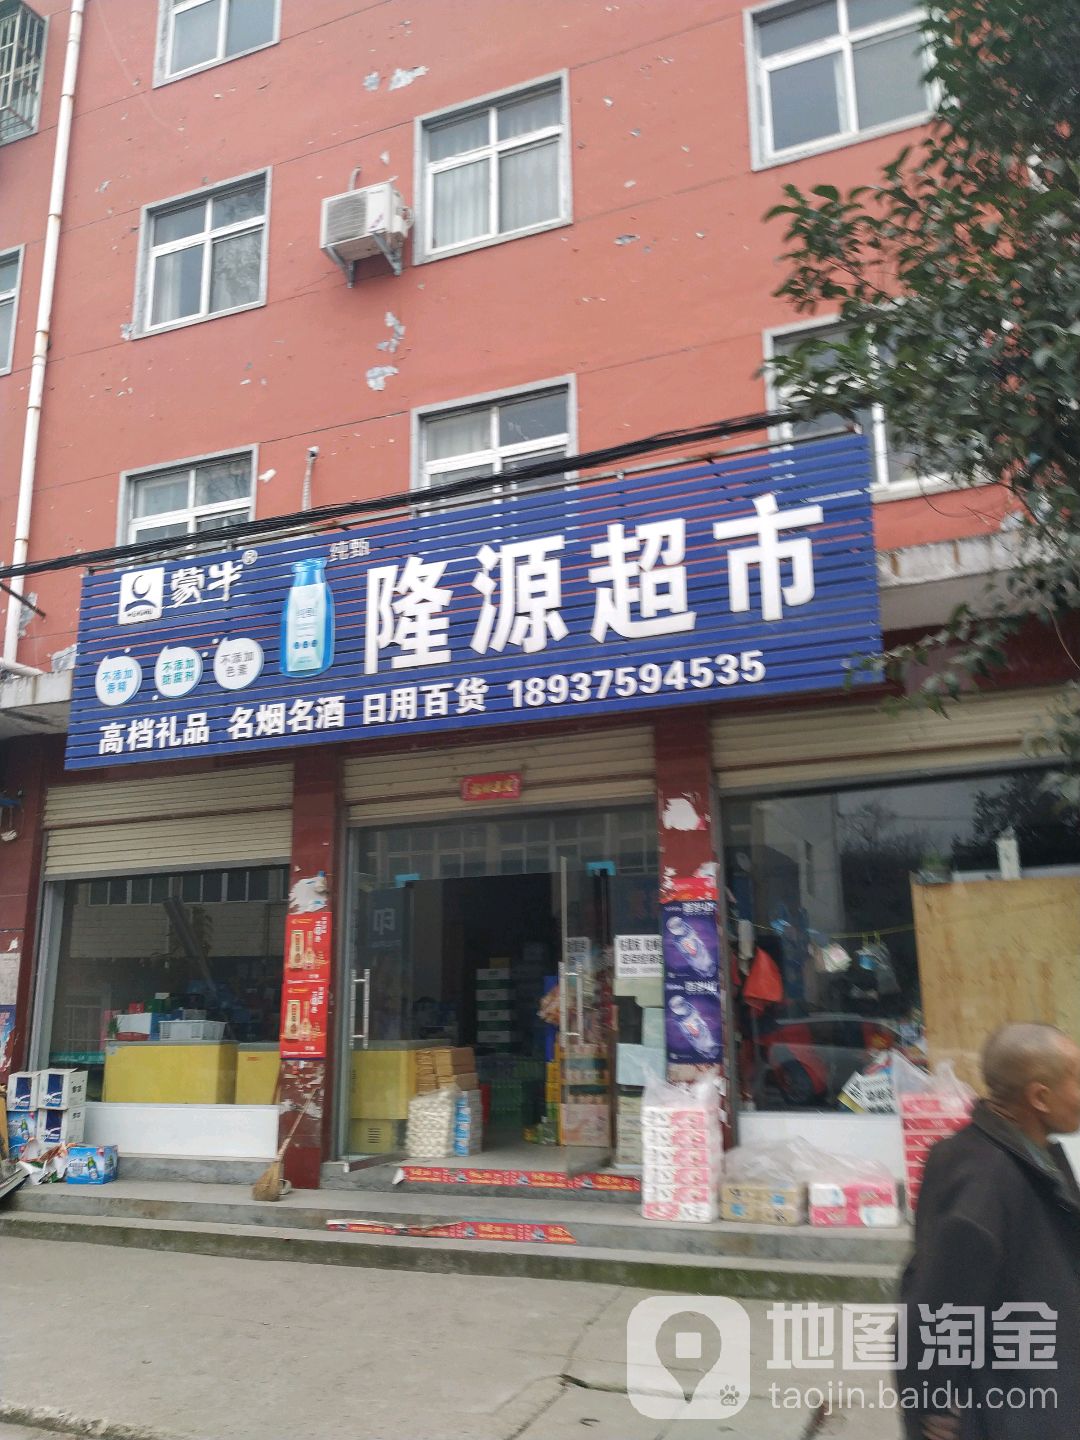 蒙牛®
纯甄
隆源超市
不添加
香精
不添加
防腐剂
不添加
色素
高档礼品 名烟名酒 日用百货 18937594535
印
地图淘金
taojin.baidu.com